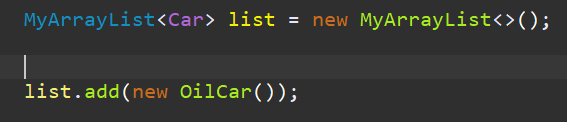 MyArrayList<Car> list = new MyArrayList<>();
list.add(new OilCar());